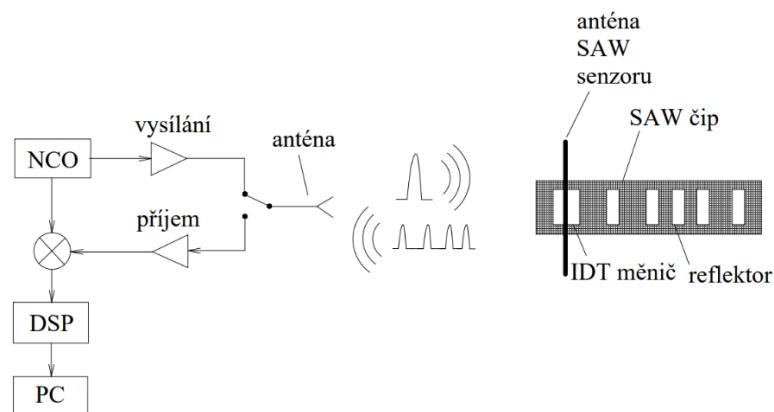 anténa
SAW
senzoru
SAW čip
vysílání
anténa
NCO
příjem
IDT měnič
reflektor
DSP
PC